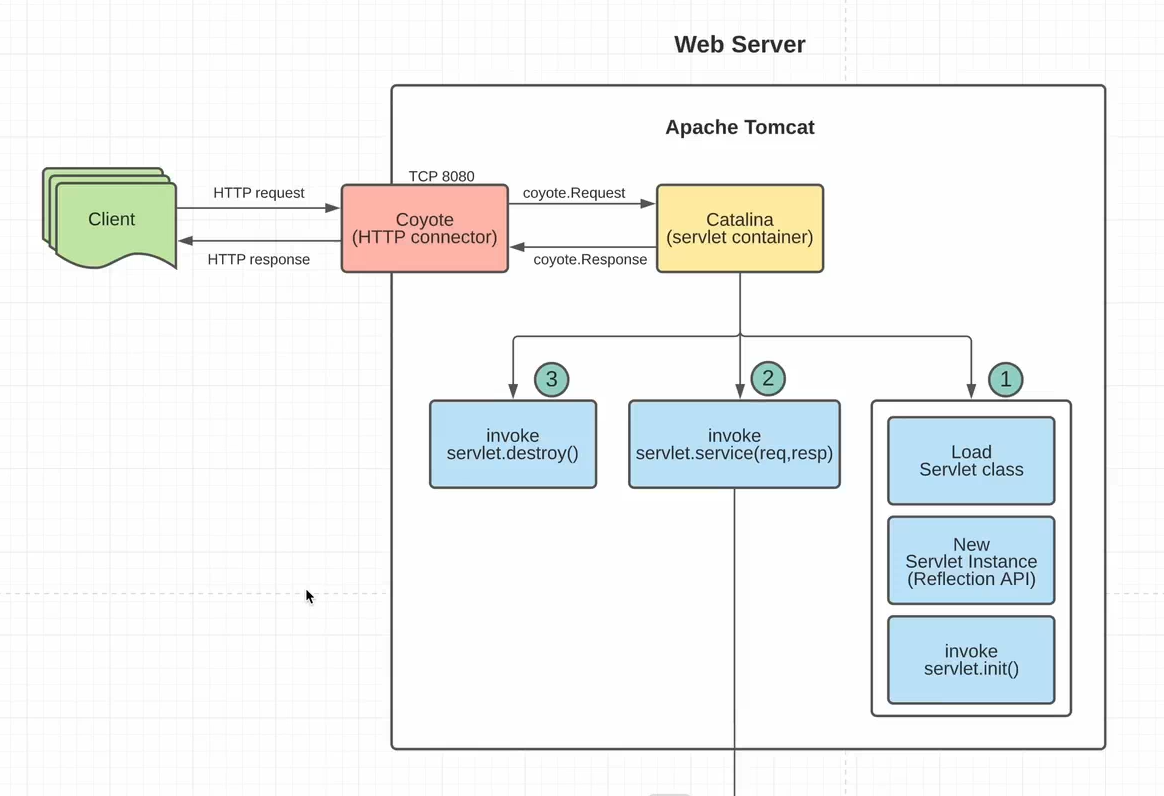 Web Server
Apache Tomcat
TCP 8080
HTTP request
coyote.Request
Client
Coyote
(HTTP connector)
Catalina
(servlet container)
HTTP response
coyote.Response
3
2
1
invoke
servlet.destroy()
invoke
servlet.service(req,resp)
Load
Servlet class
New
Servlet Instance
(Reflection API)
invoke
servlet.init()